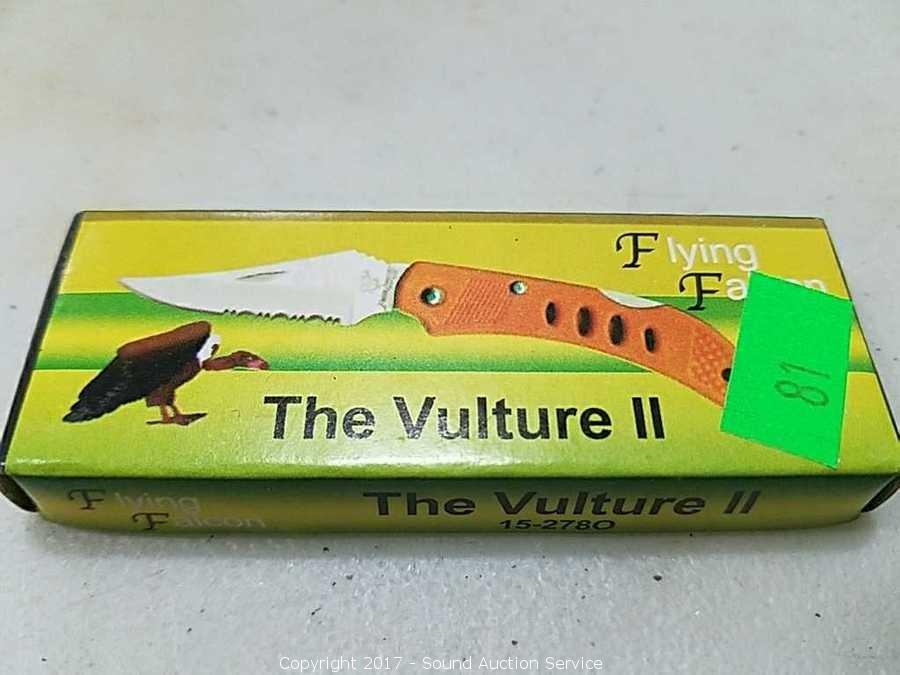 Flying
Falcon
81
The Vulture II
Flying
Falcon
The Vulture II
15-278O
Copyright 2017 - Sound Auction Service